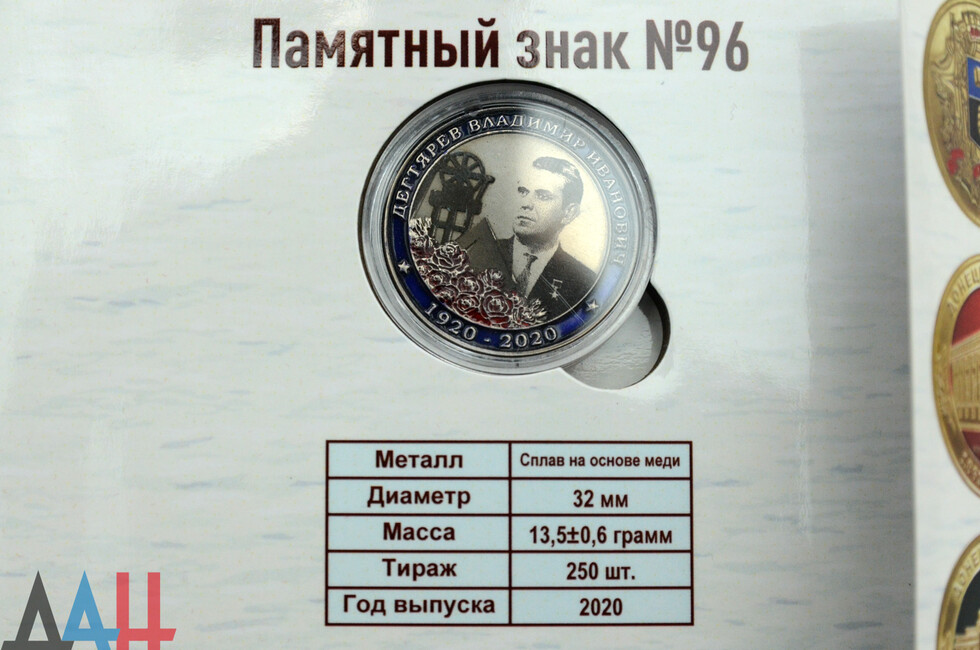 Памятный знак №96
ДЕГТЯРЕВ ВЛАДИМИР ИВАНОВИЧ
1920 - 2020
Металл Сплав на основе меди
Диаметр 32 мм
Масса 13,5±0,6 грамм
Тираж 250 шт.
Год выпуска 2020
ДАН